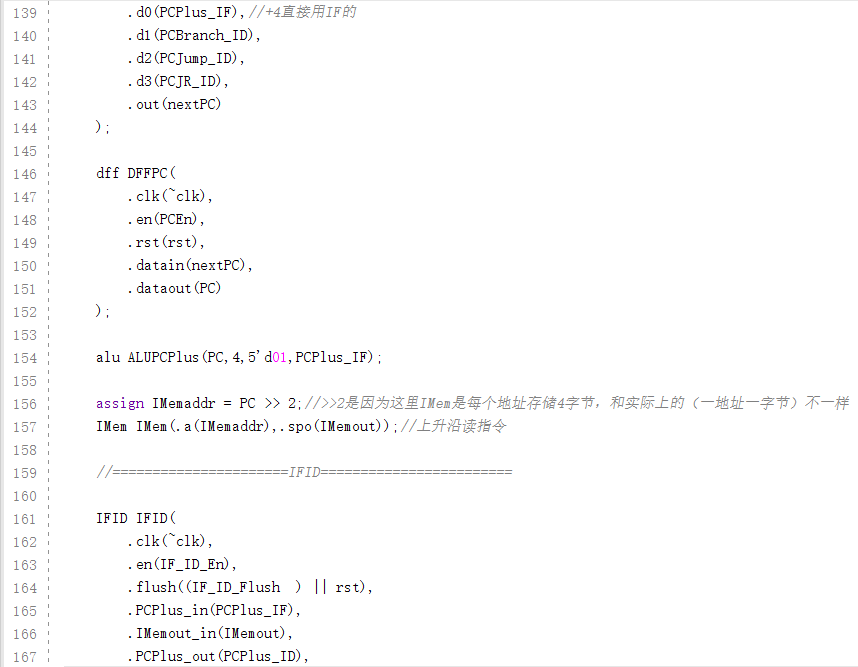 139 .d0(PCPlus_IF),//+4直接用IF的
140 .d1(PCBranch_ID),
141 .d2(PCJump_ID),
142 .d3(PCJR_ID),
143 .out(nextPC)
144 );
145
146 dff DFFPC(
147 .clk(~clk),
148 .en(PCEn),
149 .rst(rst),
150 .datain(nextPC),
151 .dataout(PC)
152 );
153
154 alu ALUPCPlus(PC,4,5'd01,PCPlus_IF);
155
156 assign IMemaddr = PC >> 2;//>>2是因为这里IMem是每个地址存储4字节，和实际上的（一地址一字节）不一样
157 IMem IMem(.a(IMemaddr),.spo(IMemout));//上升沿读指令
158
159 //======================IFID========================
160
161 IFID IFID(
162 .clk(~clk),
163 .en(IF_ID_En),
164 .flush((IF_ID_Flush  ) || rst),
165 .PCPlus_in(PCPlus_IF),
166 .IMemout_in(IMemout),
167 .PCPlus_out(PCPlus_ID),